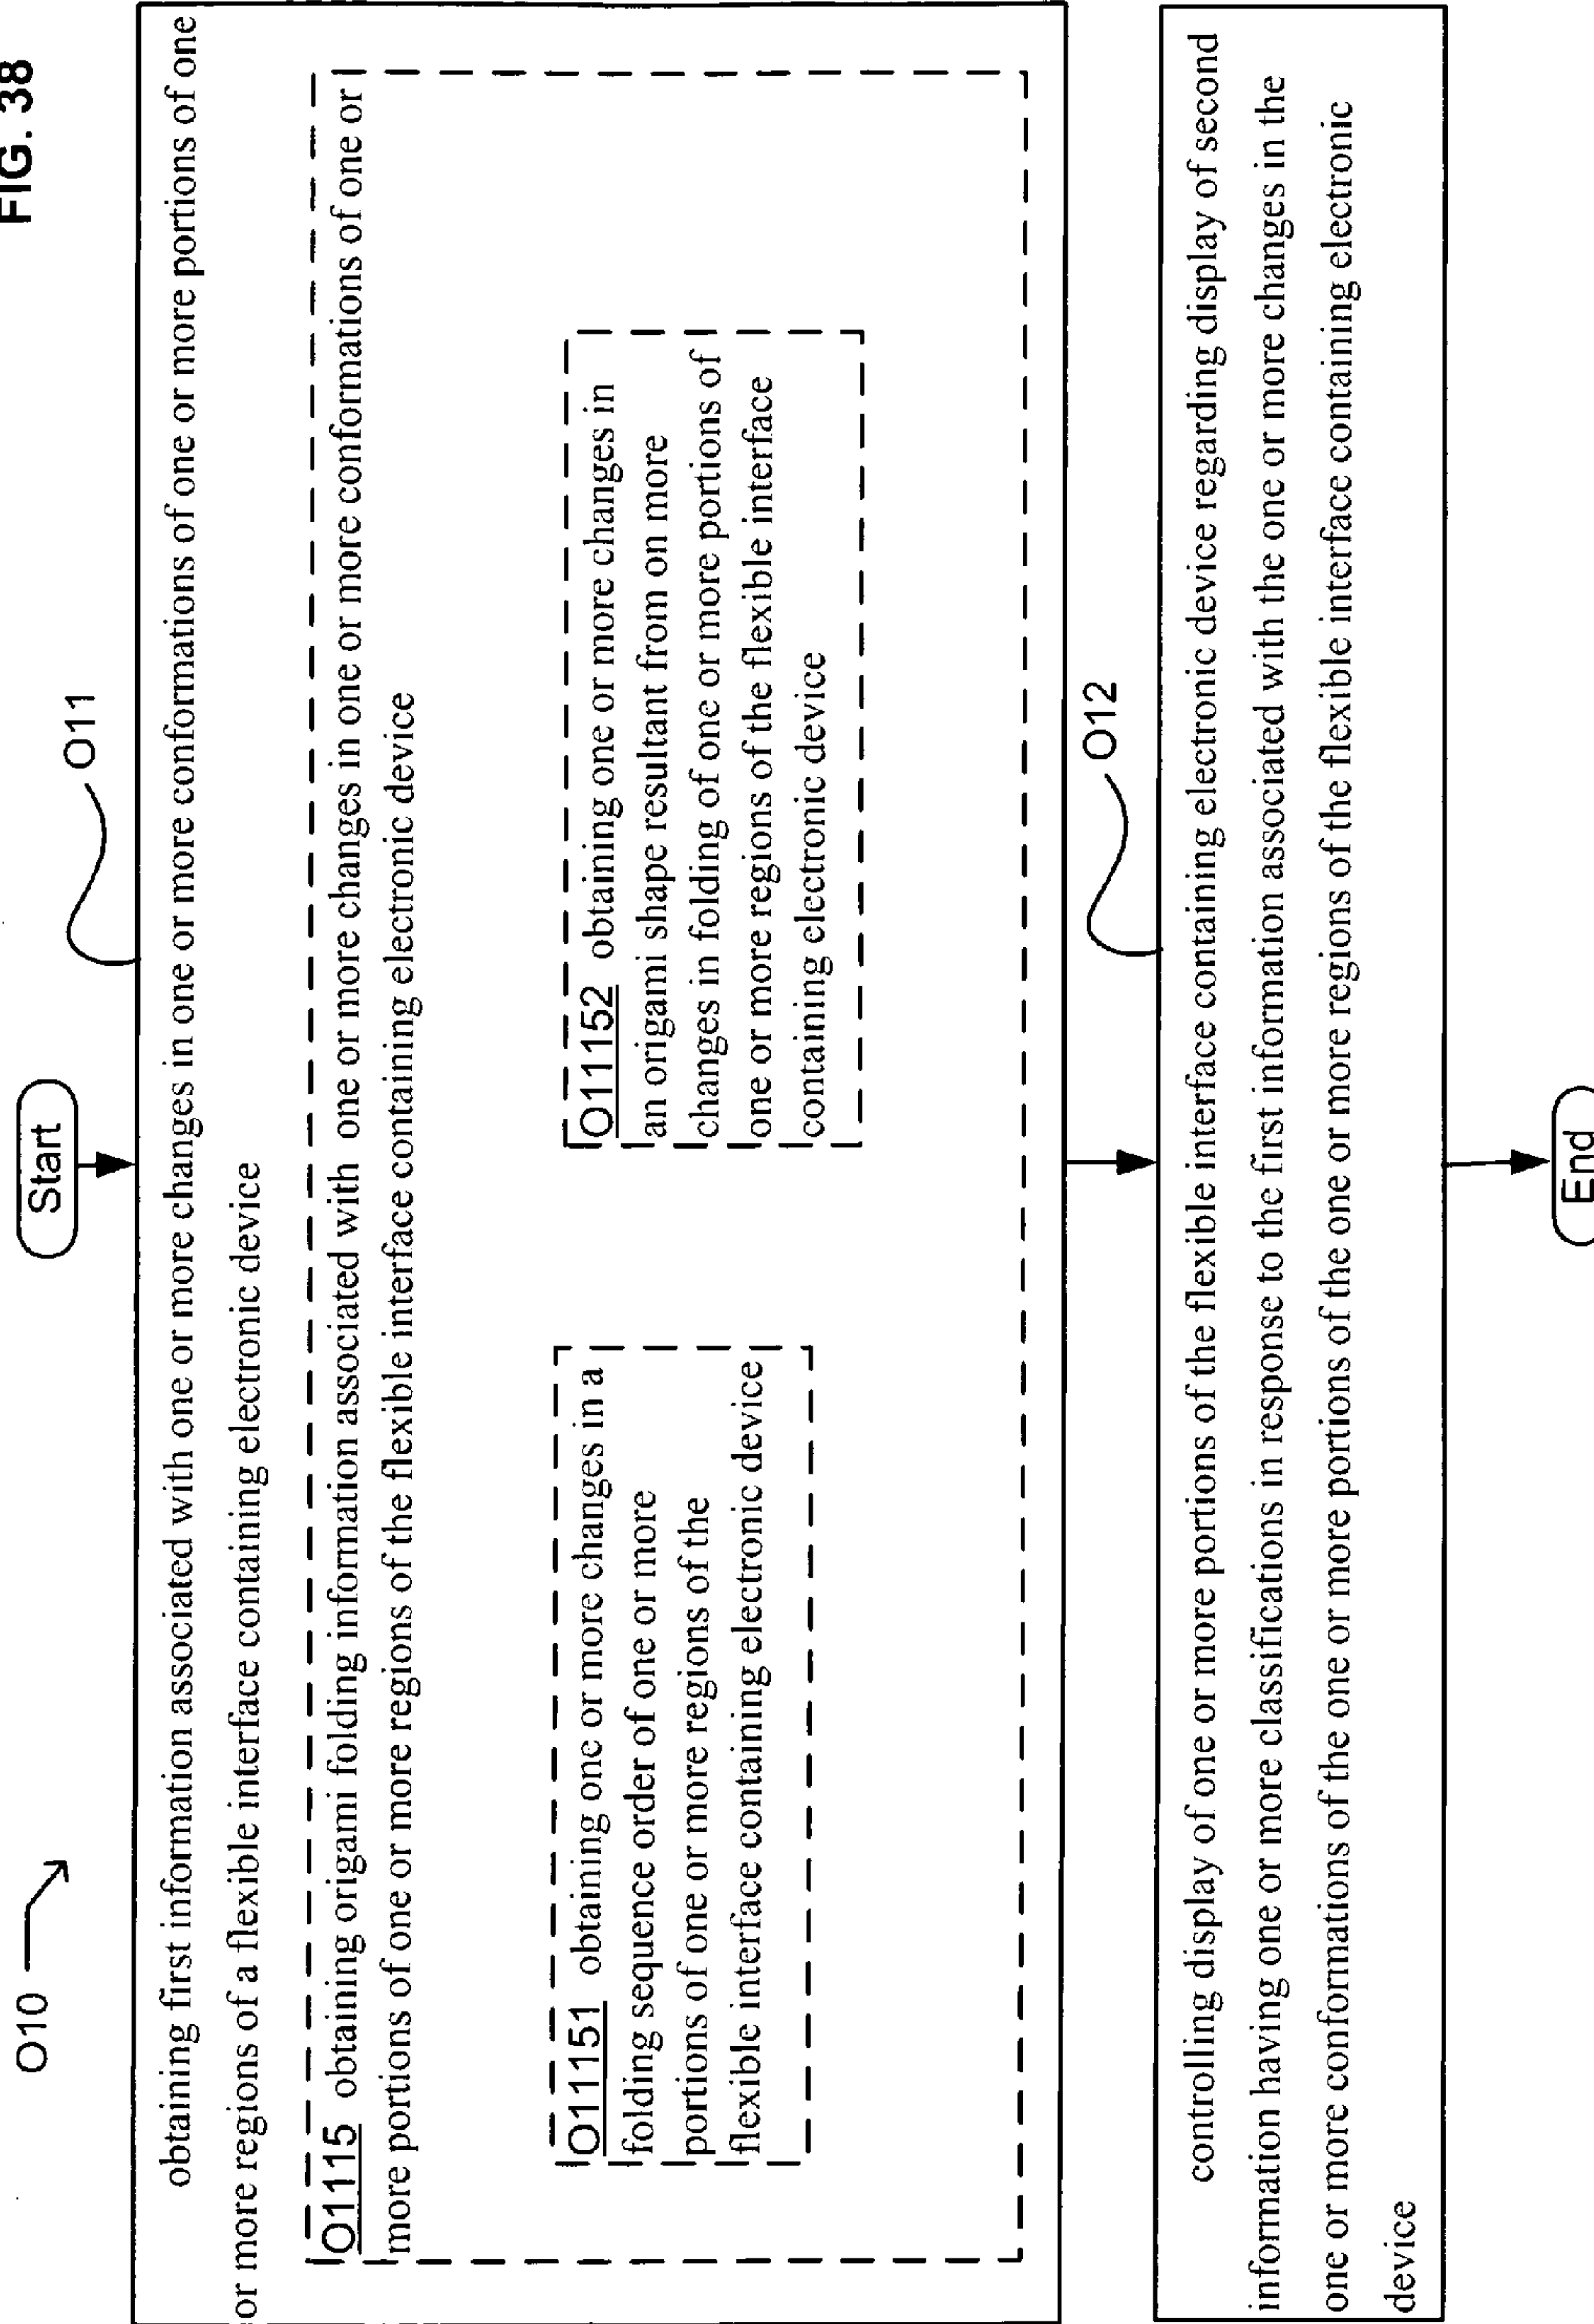 FIG. 38
O10
Start
O11
obtaining first information associated with one or more changes in one or more conformations of one or more portions of one
or more regions of a flexible interface containing electronic device
O1115 obtaining origami folding information associated with one or more changes in one or more conformations of one or
more portions of one or more regions of the flexible interface containing electronic device
O11151 obtaining one or more changes in a
folding sequence order of one or more
portions of one or more regions of the
flexible interface containing electronic device
O11152 obtaining one or more changes in
an origami shape resultant from on more
changes in folding of one or more portions of
one or more regions of the flexible interface
containing electronic device
O12
controlling display of one or more portions of the flexible interface containing electronic device regarding display of second
information having one or more classifications in response to the first information associated with the one or more changes in the
one or more conformations of the one or more portions of the one or more regions of the flexible interface containing electronic
device
End